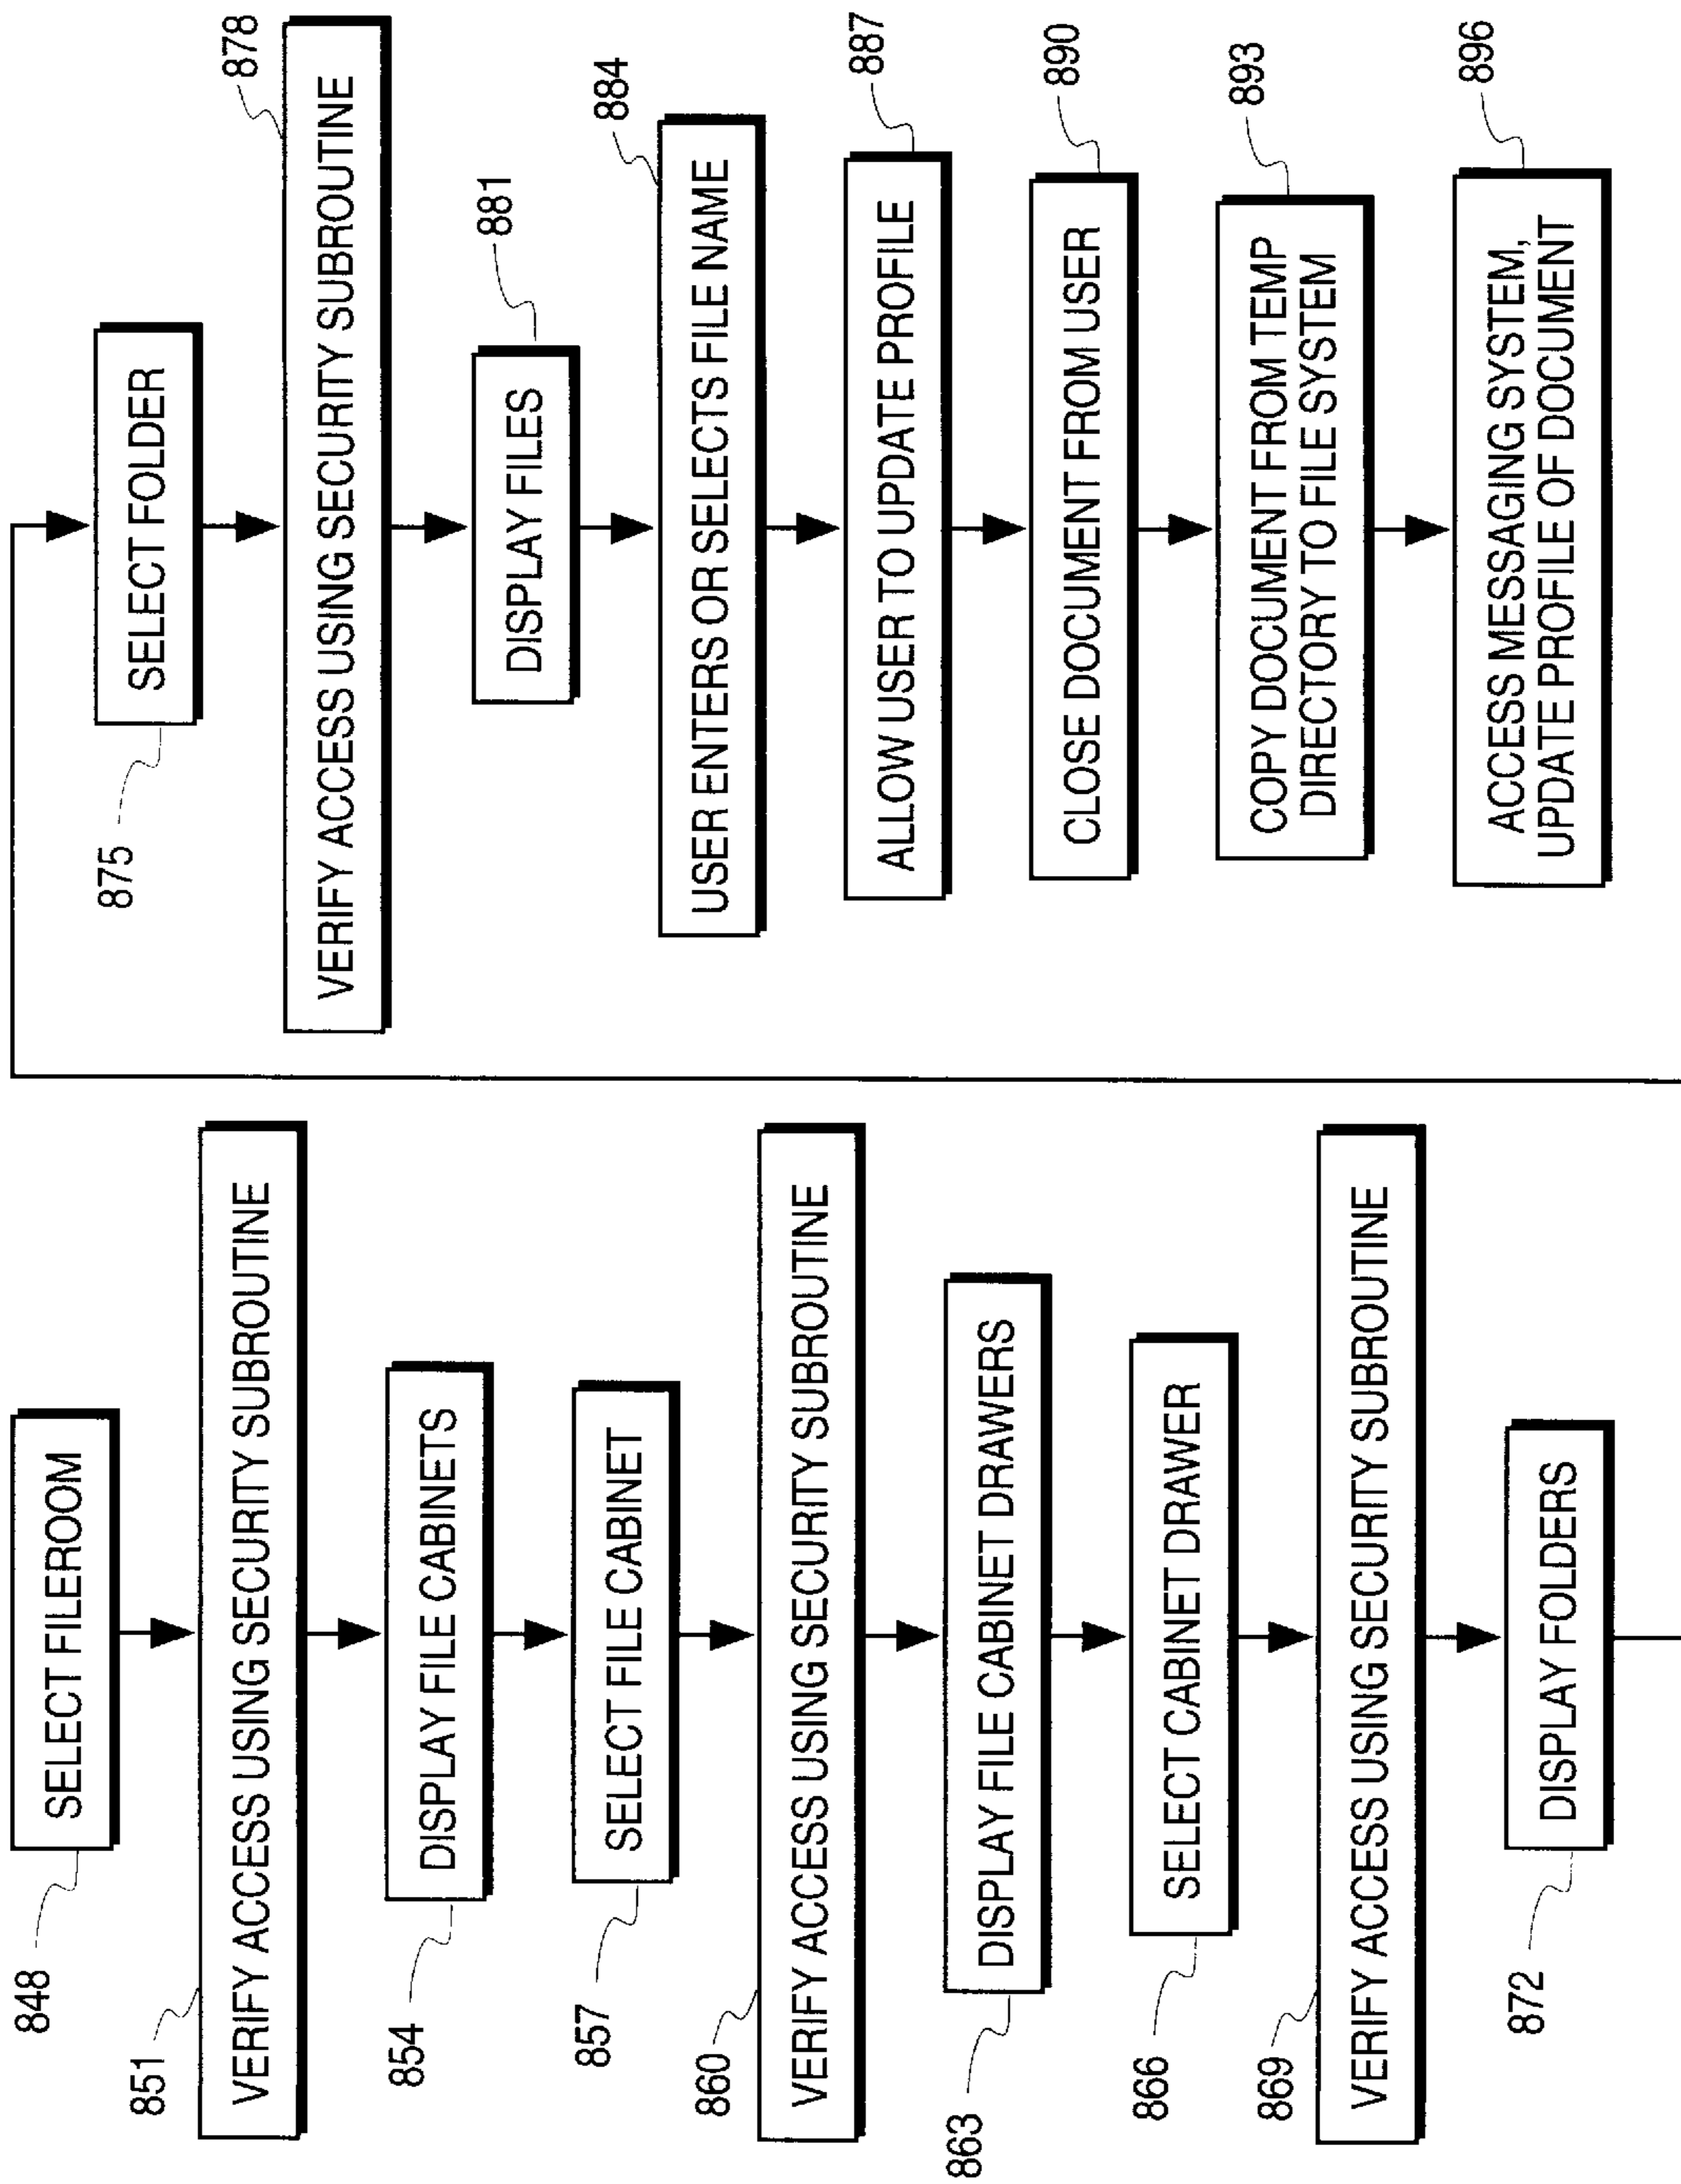 848
SELECT FILEROOM
851
VERIFY ACCESS USING SECURITY SUBROUTINE
854
DISPLAY FILE CABINETS
857
SELECT FILE CABINET
860
VERIFY ACCESS USING SECURITY SUBROUTINE
863
DISPLAY FILE CABINET DRAWERS
866
SELECT CABINET DRAWER
869
VERIFY ACCESS USING SECURITY SUBROUTINE
872
DISPLAY FOLDERS
875
SELECT FOLDER
878
VERIFY ACCESS USING SECURITY SUBROUTINE
881
DISPLAY FILES
884
USER ENTERS OR SELECTS FILE NAME
887
ALLOW USER TO UPDATE PROFILE
890
CLOSE DOCUMENT FROM USER
893
COPY DOCUMENT FROM TEMP
DIRECTORY TO FILE SYSTEM
896
ACCESS MESSAGING SYSTEM,
UPDATE PROFILE OF DOCUMENT